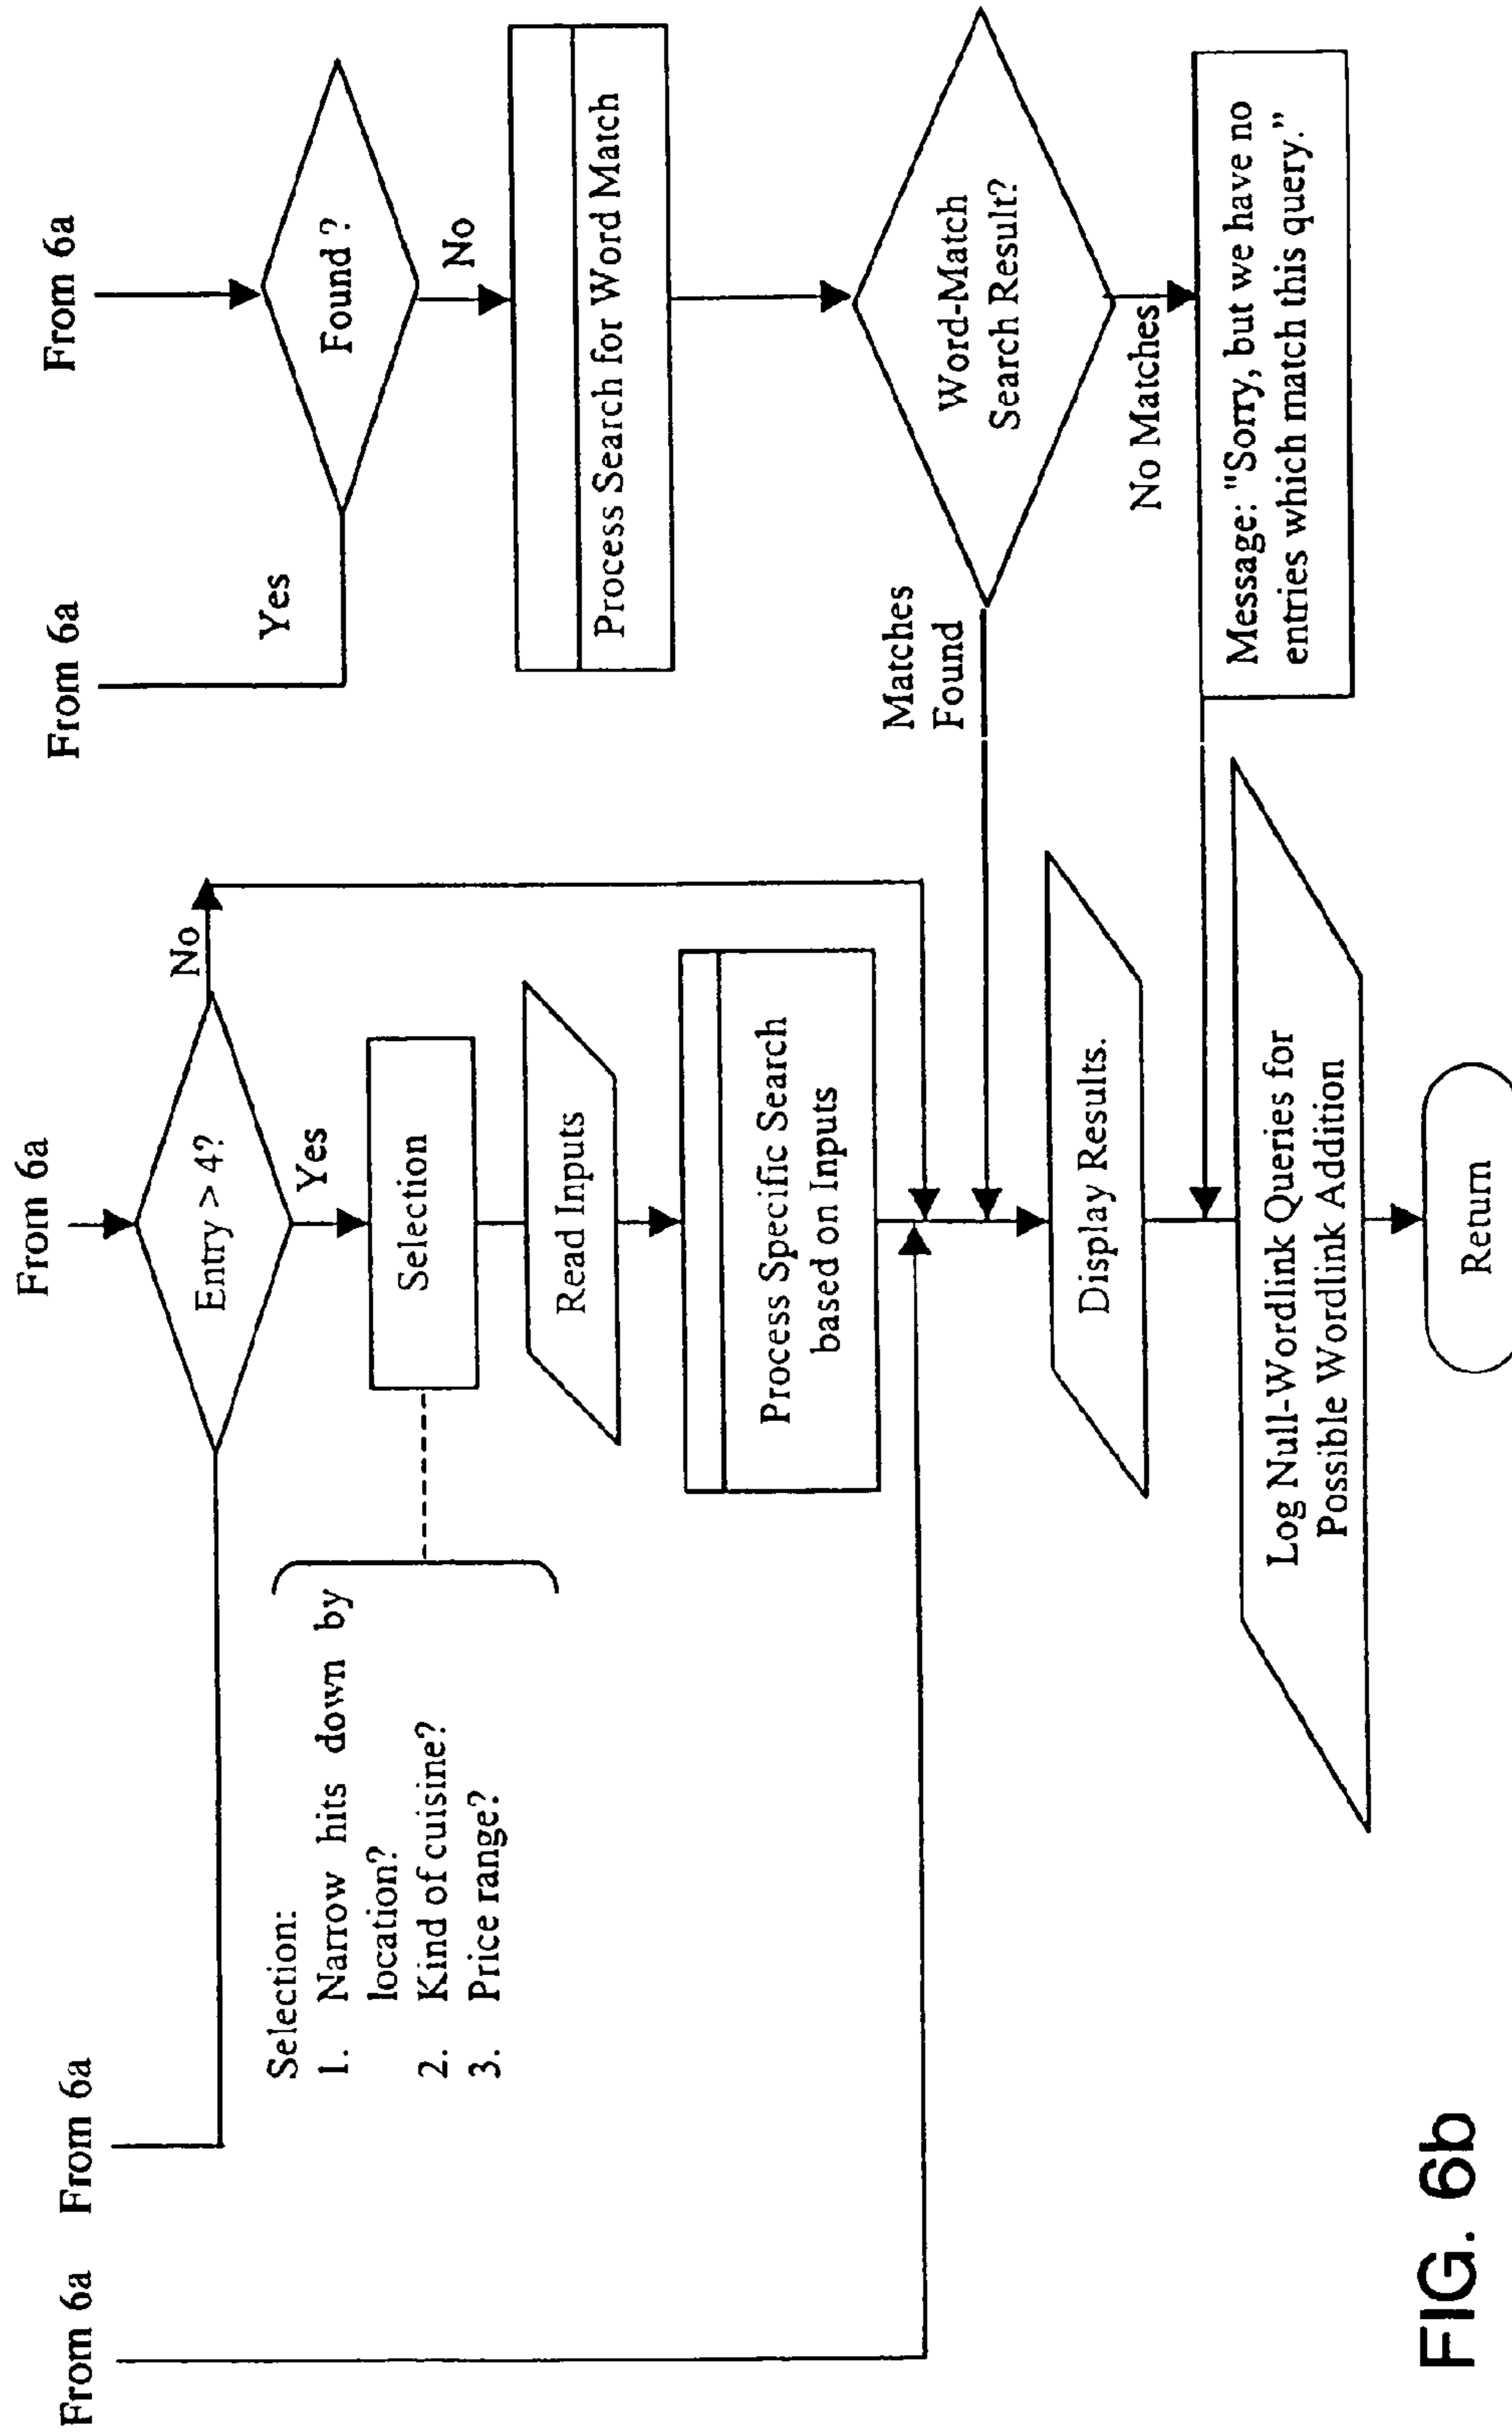 From 6a
From 6a
From 6a
From 6a
From 6a
Entry > 4?
No
Yes
Selection
Selection:
1. Narrow hits down by
location?
2. Kind of cuisine?
3. Price range?
Read Inputs
Process Specific Search
based on Inputs
Yes
Found ?
No
Process Search for Word Match
Word-Match
Search Result?
Matches
Found
No Matches
Message: "Sorry, but we have no
entries which match this query."
Display Results.
Log Null-Wordlink Queries for
Possible Wordlink Addition
Return
FIG. 6b